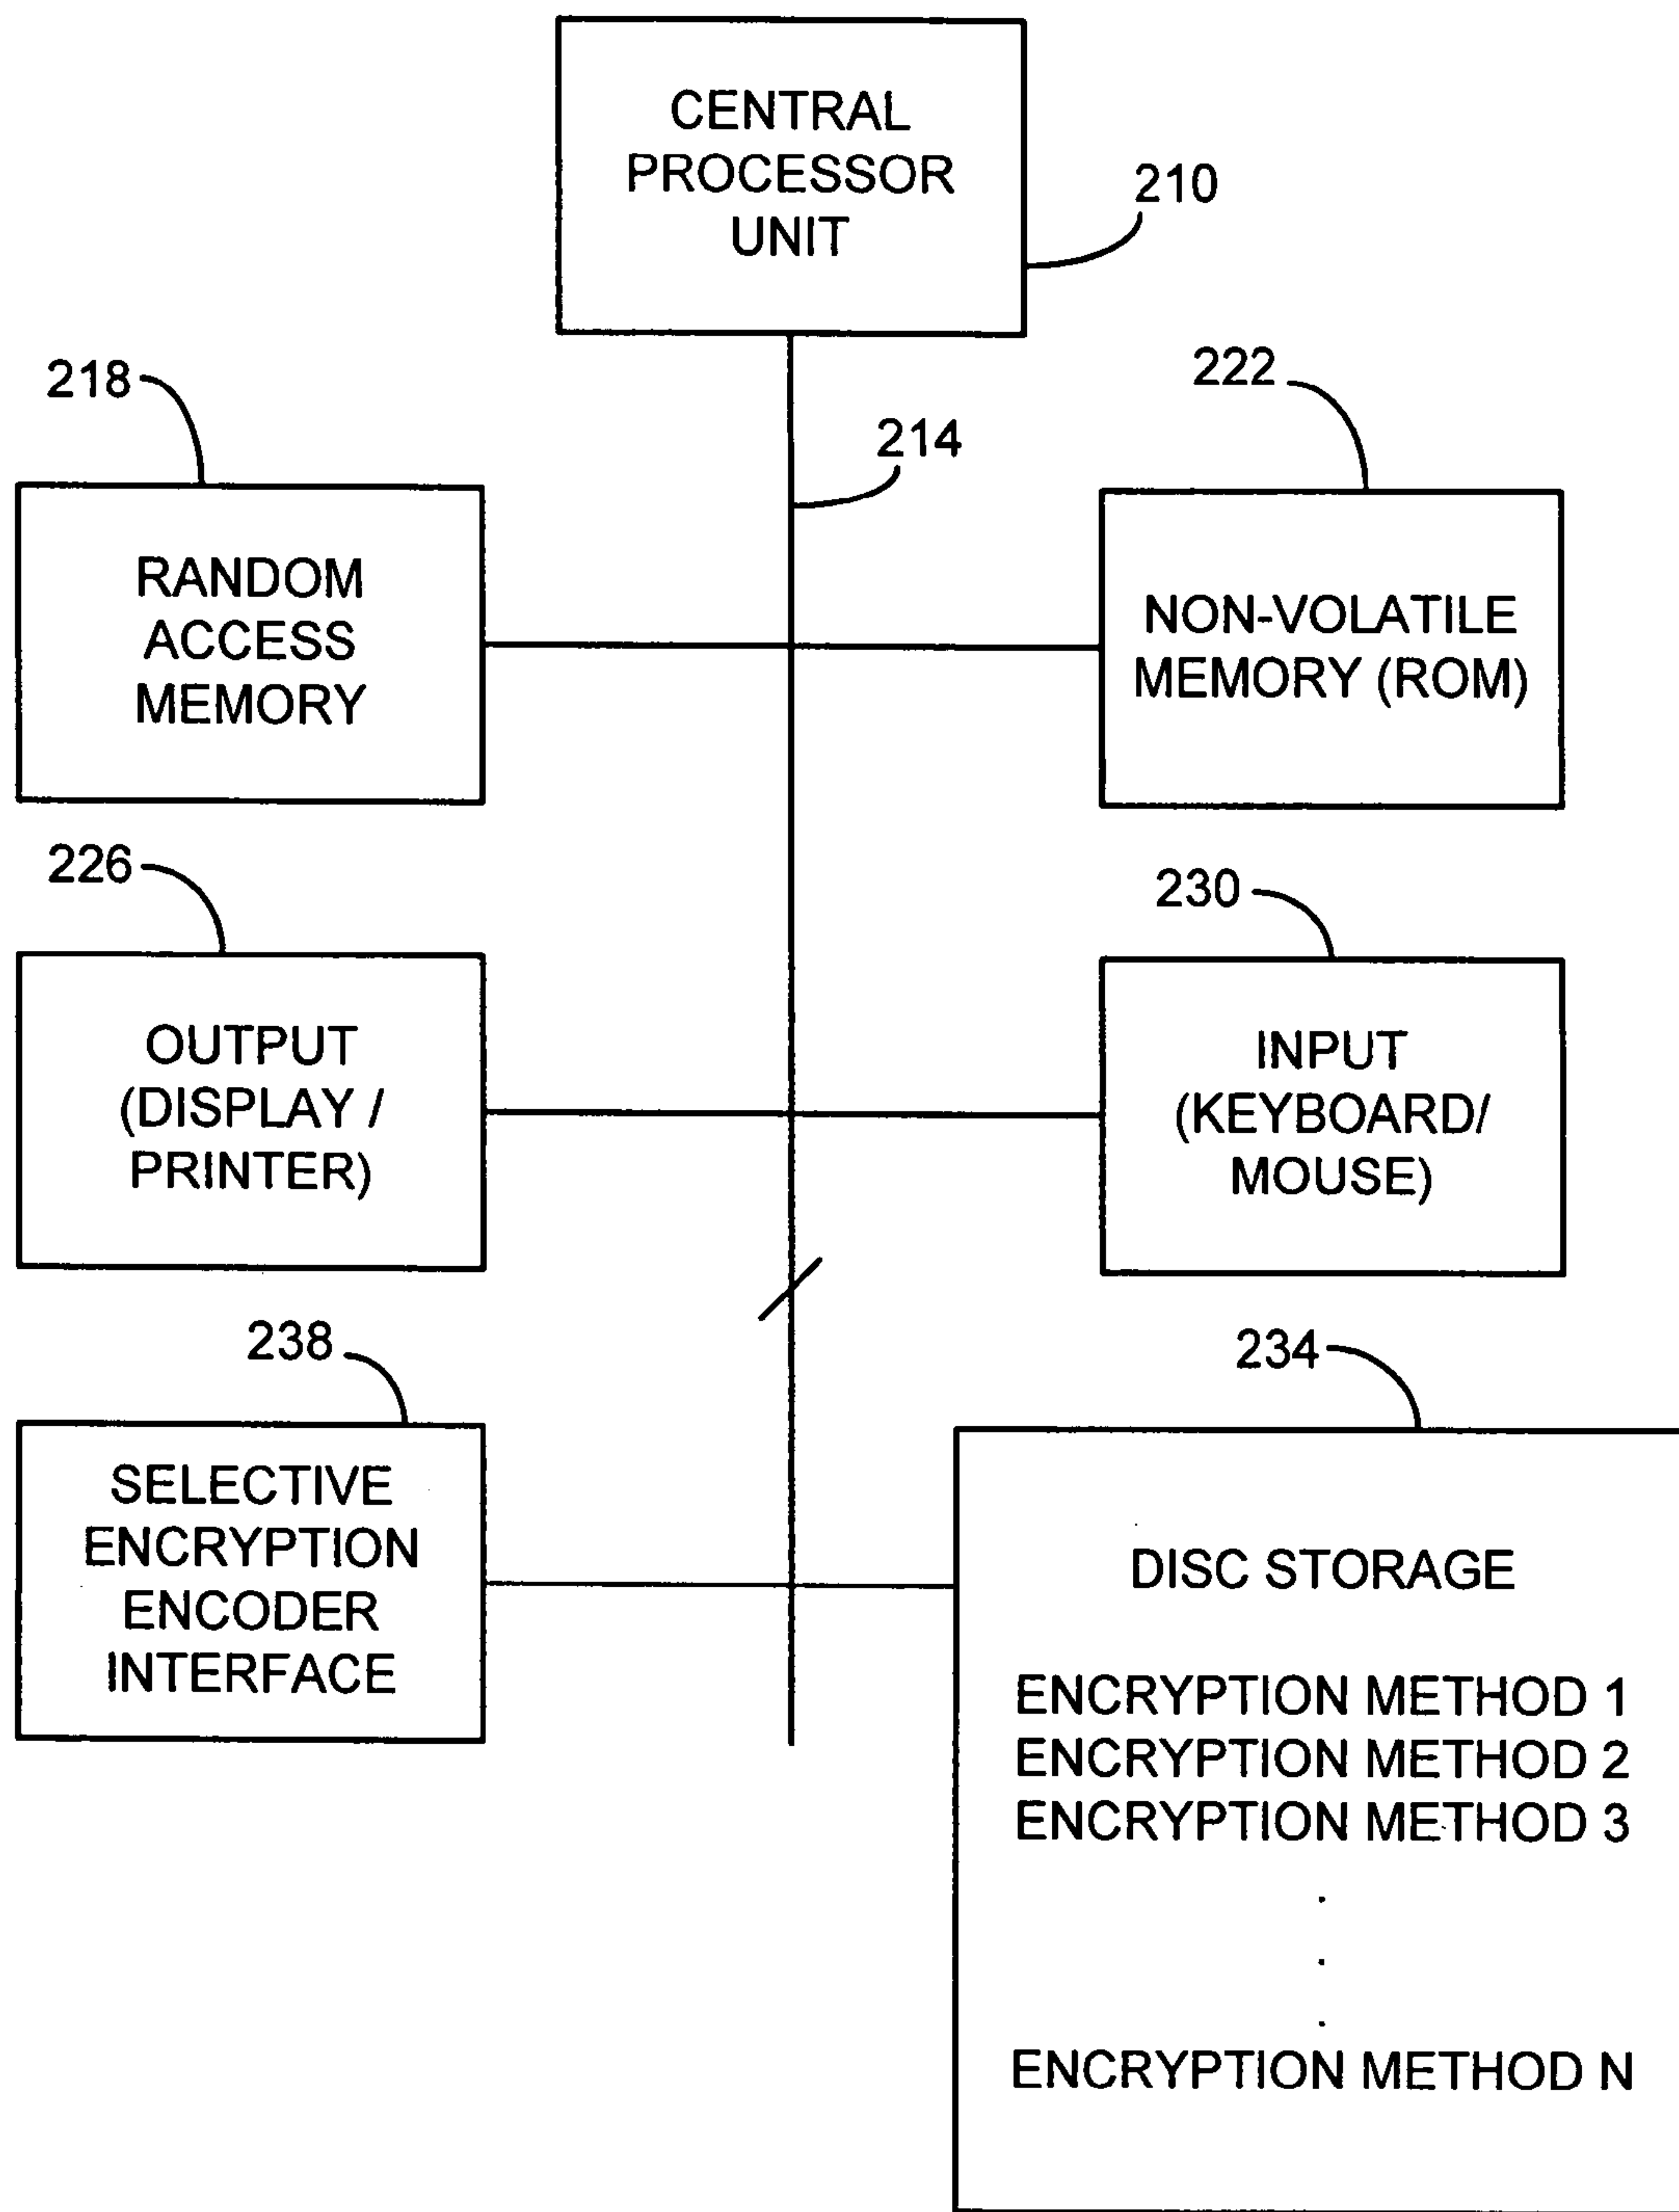 CENTRAL
PROCESSOR
UNIT
210
218
222
214
RANDOM
ACCESS
MEMORY
NON-VOLATILE
MEMORY (ROM)
226
230
OUTPUT
(DISPLAY /
PRINTER)
INPUT
(KEYBOARD/
MOUSE)
238
234
SELECTIVE
ENCRYPTION
ENCODER
INTERFACE
DISC STORAGE
ENCRYPTION METHOD 1
ENCRYPTION METHOD 2
ENCRYPTION METHOD 3
.
.
.
ENCRYPTION METHOD N